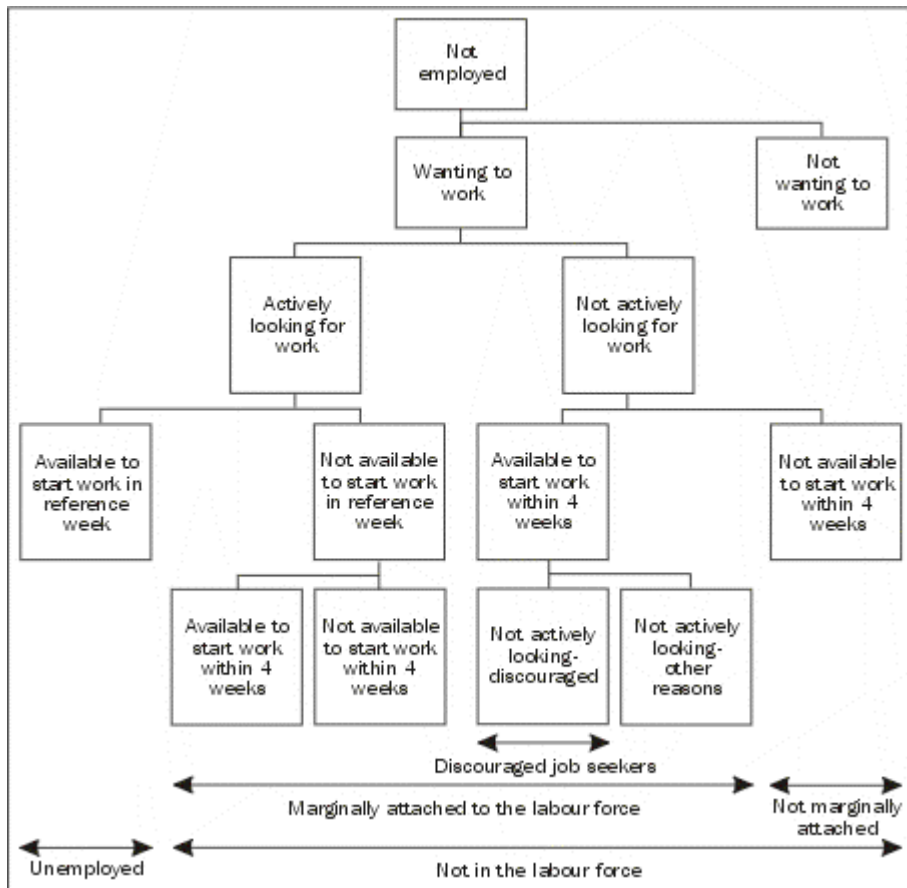 Not
employed
Wanting to
work
Not
wanting to
work
Actively
looking for
work
Not actively
looking for
work
Available to
start work in
reference
week
Not available
to start work
in reference
week
Available to
start work
within 4
weeks
Not available
to start work
within 4
weeks
Available to
start work
within 4
weeks
Not available
to start work
within 4
weeks
Not actively
looking-
discouraged
Not actively
looking-
other
reasons
Discouraged job seekers
Marginally attached to the labour force
Not marginally
attached
Unemployed
Not in the labour force